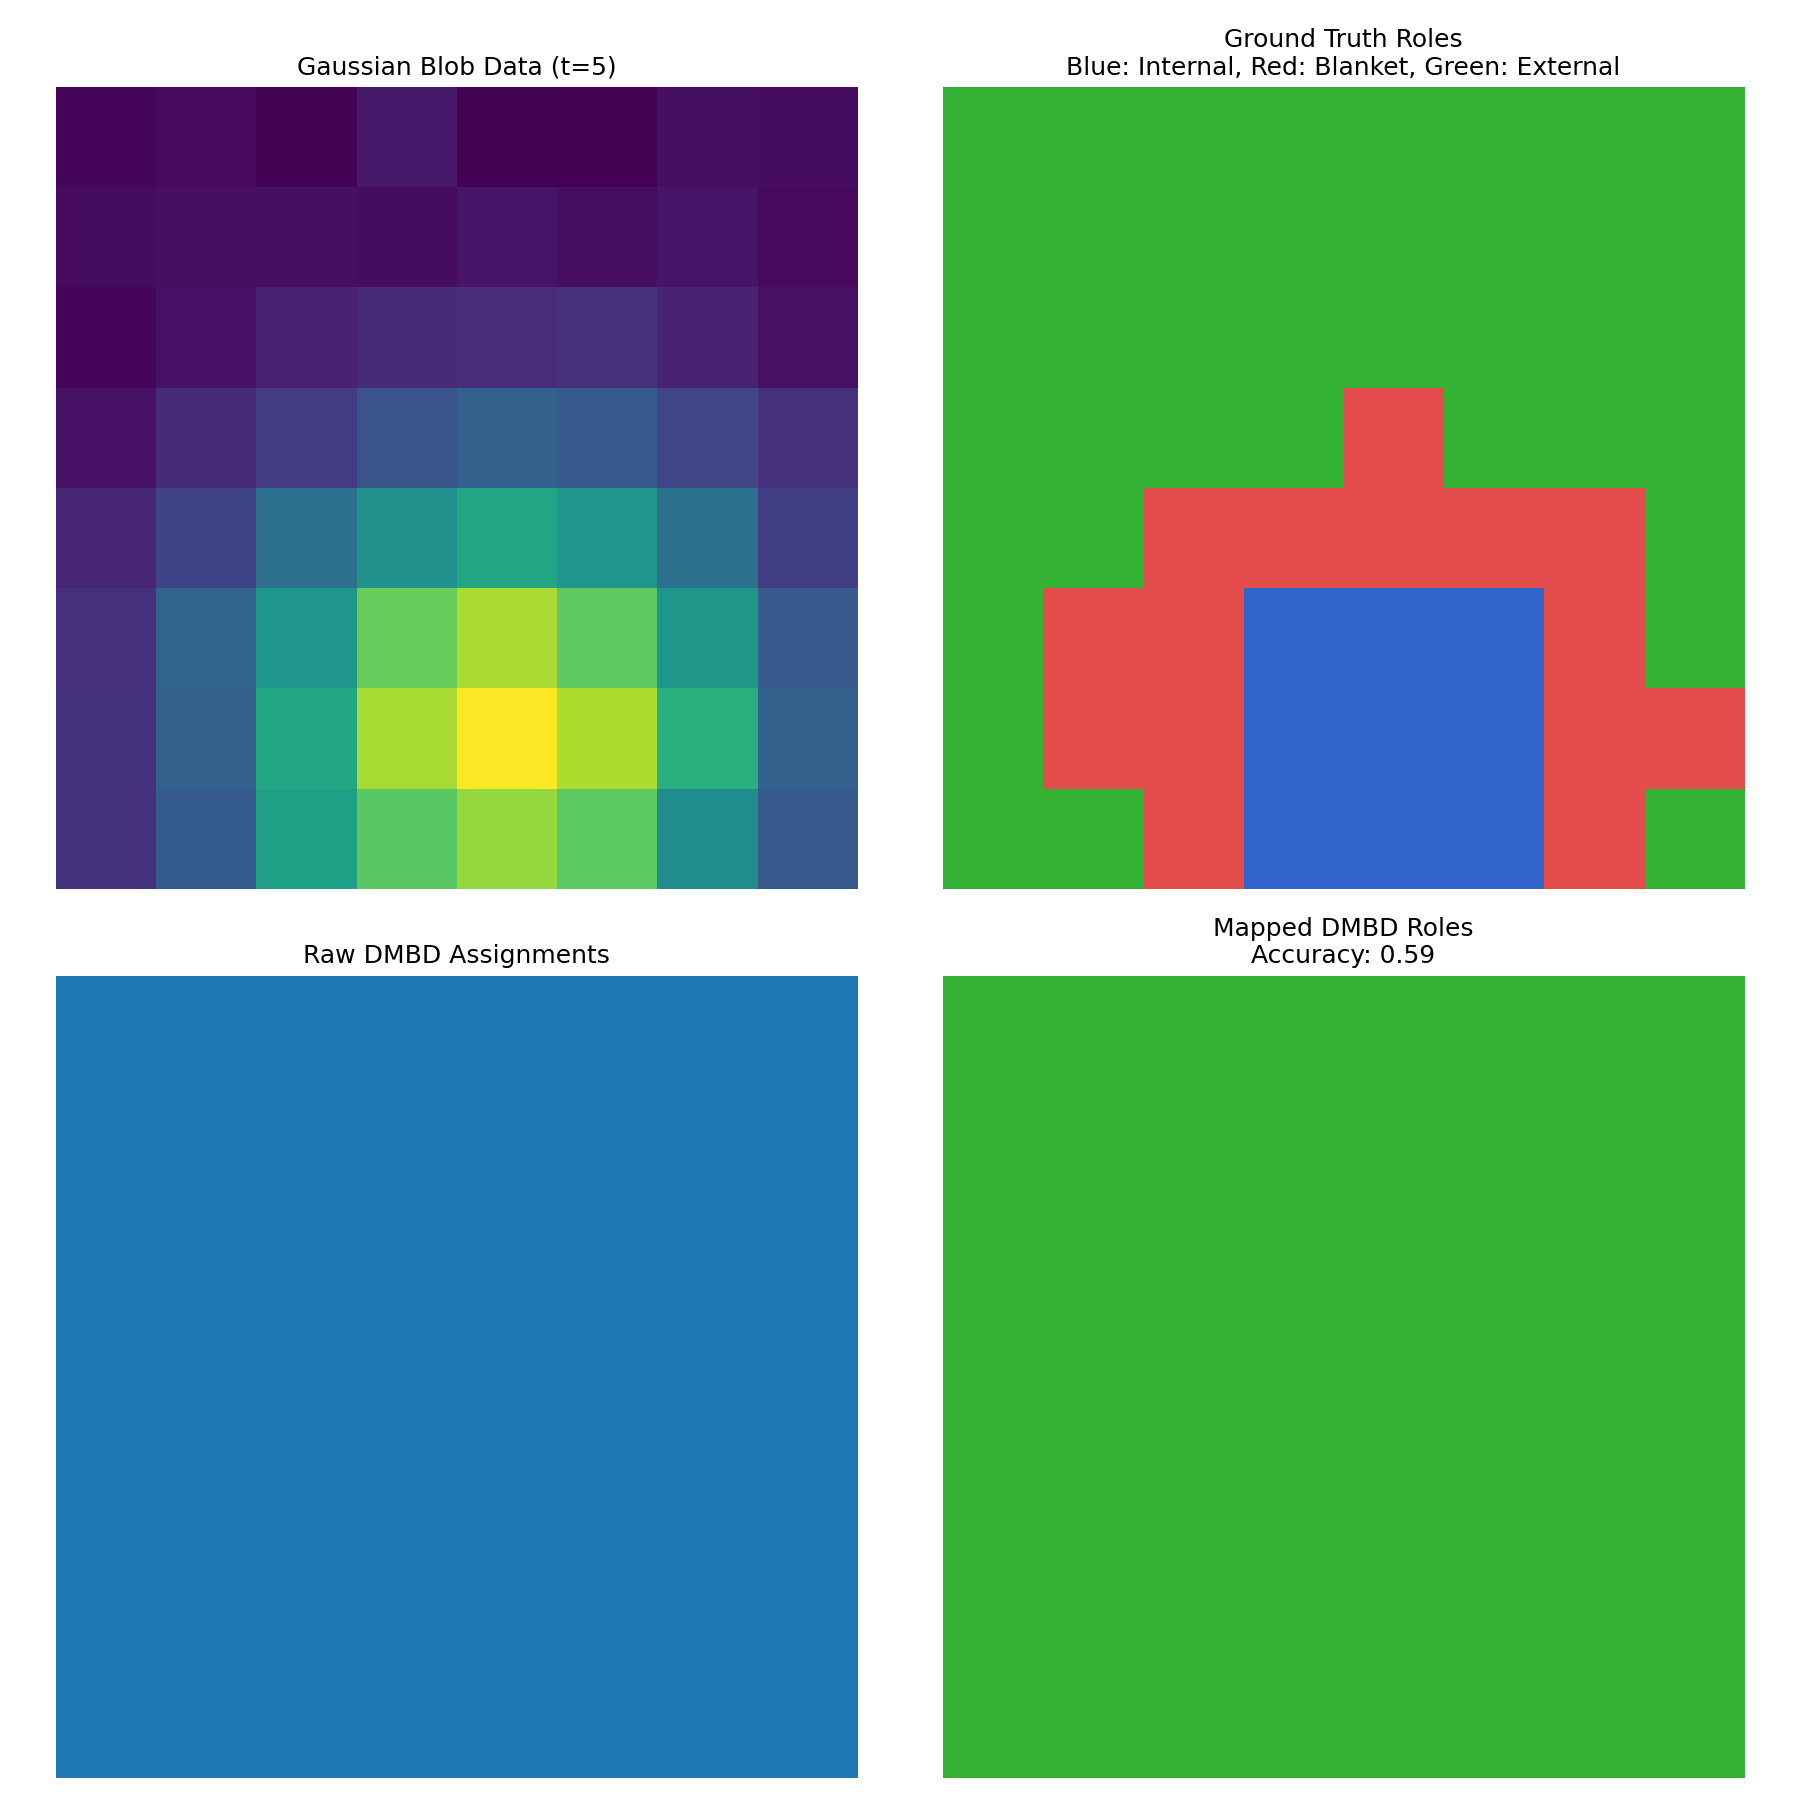 Gaussian Blob Data (t=5)
Ground Truth Roles
Blue: Internal, Red: Blanket, Green: External
Raw DMBD Assignments
Mapped DMBD Roles
Accuracy: 0.59